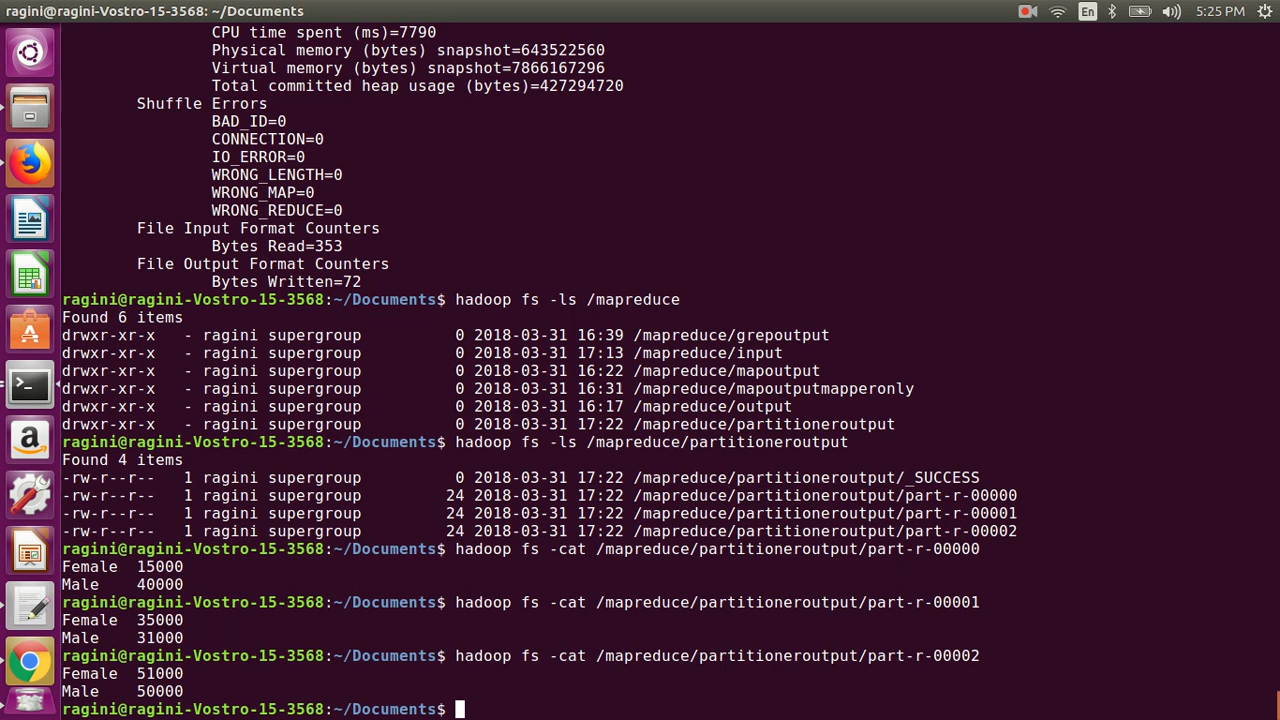 ragini@ragini-Vostro-15-3568: ~/Documents
En
5:25 PM
CPU time spent (ms)=7790
Physical memory (bytes) snapshot=643522560
Virtual memory (bytes) snapshot=7866167296
Total committed heap usage (bytes)=427294720
Shuffle Errors
BAD_ID=0
CONNECTION=0
IO_ERROR=0
WRONG_LENGTH=0
WRONG_MAP=0
WRONG_REDUCE=0
File Input Format Counters
Bytes Read=353
File Output Format Counters
Bytes Written=72
ragini@ragini-Vostro-15-3568:~/Documents$ hadoop fs -ls /mapreduce
Found 6 items
drwxr-xr-x   - ragini supergroup          0 2018-03-31 16:39 /mapreduce/grepoutput
drwxr-xr-x   - ragini supergroup          0 2018-03-31 17:13 /mapreduce/input
drwxr-xr-x   - ragini supergroup          0 2018-03-31 16:22 /mapreduce/mapoutput
drwxr-xr-x   - ragini supergroup          0 2018-03-31 16:31 /mapreduce/mapoutputmapperonly
drwxr-xr-x   - ragini supergroup          0 2018-03-31 16:17 /mapreduce/output
drwxr-xr-x   - ragini supergroup          0 2018-03-31 17:22 /mapreduce/partitioneroutput
ragini@ragini-Vostro-15-3568:~/Documents$ hadoop fs -ls /mapreduce/partitioneroutput
Found 4 items
-rw-r--r--   1 ragini supergroup          0 2018-03-31 17:22 /mapreduce/partitioneroutput/_SUCCESS
-rw-r--r--   1 ragini supergroup         24 2018-03-31 17:22 /mapreduce/partitioneroutput/part-r-00000
-rw-r--r--   1 ragini supergroup         24 2018-03-31 17:22 /mapreduce/partitioneroutput/part-r-00001
-rw-r--r--   1 ragini supergroup         24 2018-03-31 17:22 /mapreduce/partitioneroutput/part-r-00002
ragini@ragini-Vostro-15-3568:~/Documents$ hadoop fs -cat /mapreduce/partitioneroutput/part-r-00000
Female  15000
Male    40000
ragini@ragini-Vostro-15-3568:~/Documents$ hadoop fs -cat /mapreduce/partitioneroutput/part-r-00001
Female  35000
Male    31000
ragini@ragini-Vostro-15-3568:~/Documents$ hadoop fs -cat /mapreduce/partitioneroutput/part-r-00002
Female  51000
Male    50000
ragini@ragini-Vostro-15-3568:~/Documents$